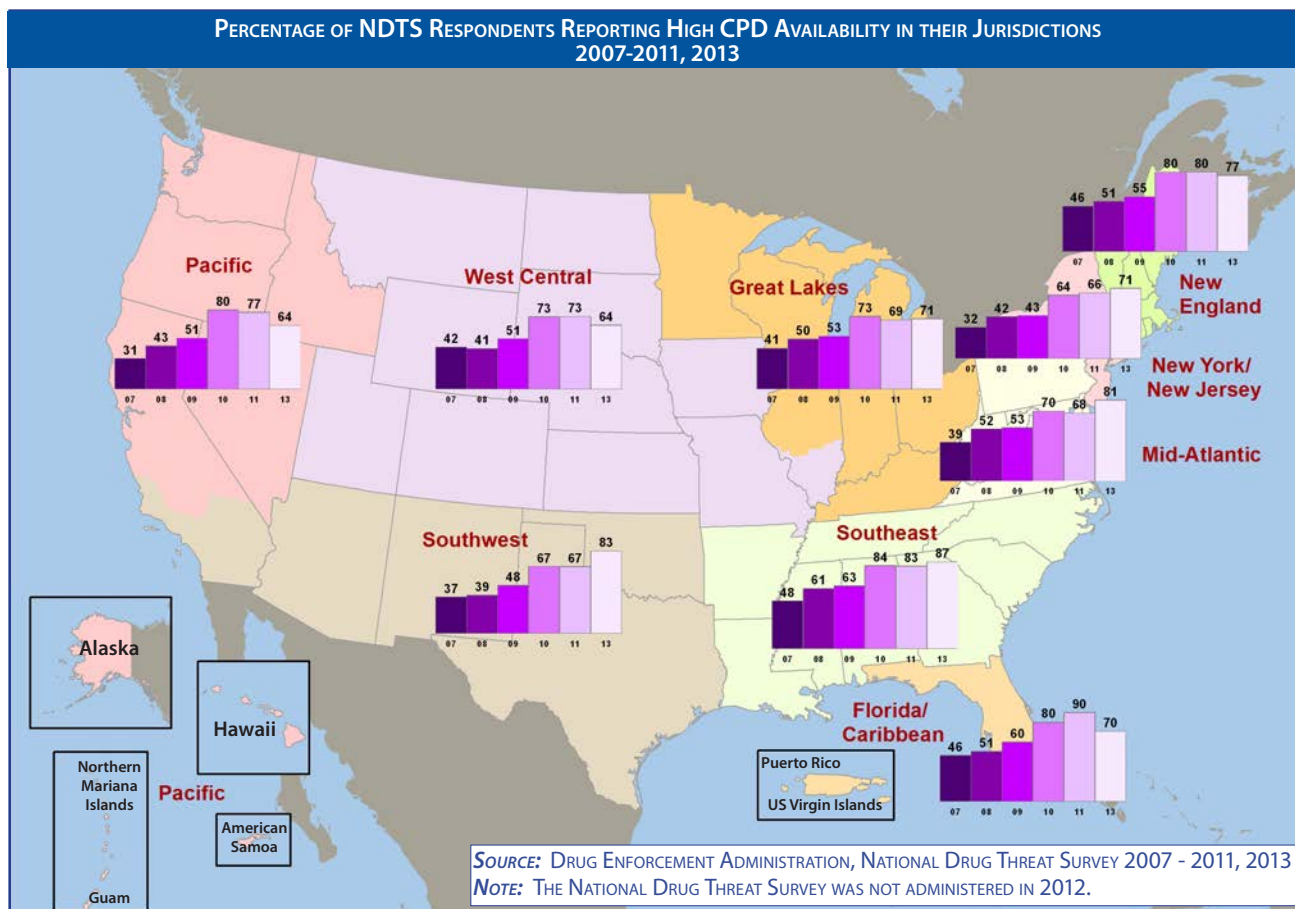 PERCENTAGE OF NDTS RESPONDENTS REPORTING HIGH CPD AVAILABILITY IN THEIR JURISDICTIONS
2007-2011, 2013
Pacific
31 43 51 80 77 64
07 08 09 10 11 13
West Central
42 41 51 73 73 64
07 08 09 10 11 13
Great Lakes
41 50 53 73 69 71
07 08 09 10 11 13
46 51 55 80 80 77
07 08 09 10 11 13
New
England
32 42 43 64 66 71
07 08 09 10 11 13
New York/
New Jersey
39 52 53 70 68 81
07 08 09 10 11 13
Mid-Atlantic
Southwest
37 39 48 67 67 83
07 08 09 10 11 13
Southeast
48 61 63 84 83 87
07 08 09 10 11 13
Florida/
Caribbean
46 51 60 80 90 70
07 08 09 10 11 13
Alaska
Hawaii
Northern
Mariana
Islands
Pacific
American
Samoa
Guam
Puerto Rico
US Virgin Islands
SOURCE: DRUG ENFORCEMENT ADMINISTRATION, NATIONAL DRUG THREAT SURVEY 2007 - 2011, 2013
NOTE: THE NATIONAL DRUG THREAT SURVEY WAS NOT ADMINISTERED IN 2012.